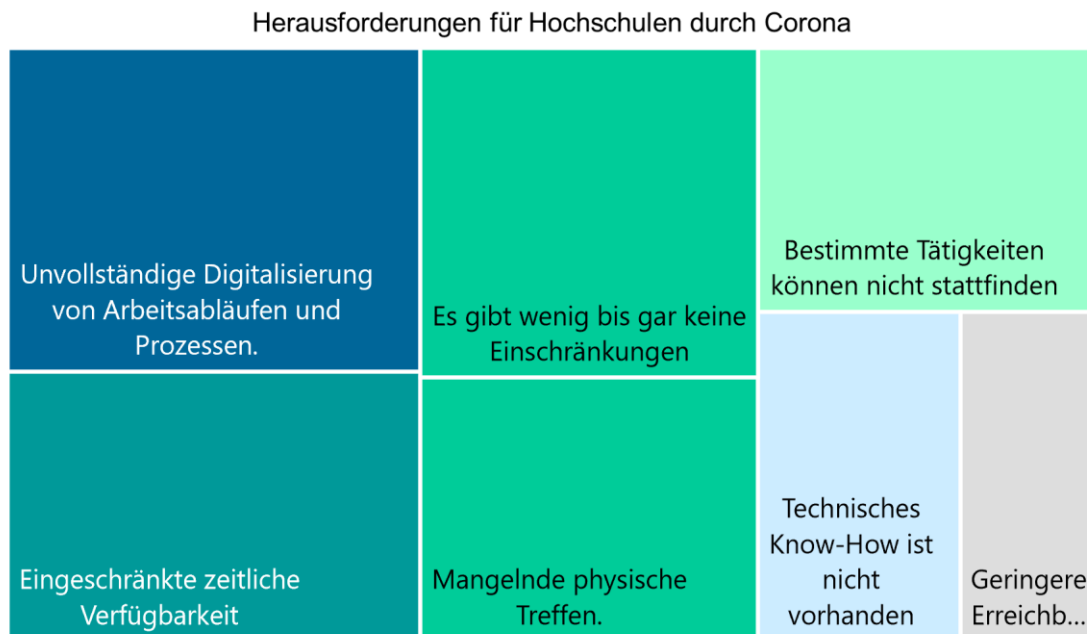 Herausforderungen für Hochschulen durch Corona
Unvollständige Digitalisierung
von Arbeitsabläufen und
Prozessen.
Eingeschränkte zeitliche
Verfügbarkeit
Es gibt wenig bis gar keine
Einschränkungen
Mangelnde physische
Treffen.
Bestimmte Tätigkeiten
können nicht stattfinden
Technisches
Know-How ist
nicht
vorhanden
Geringere
Erreichb...